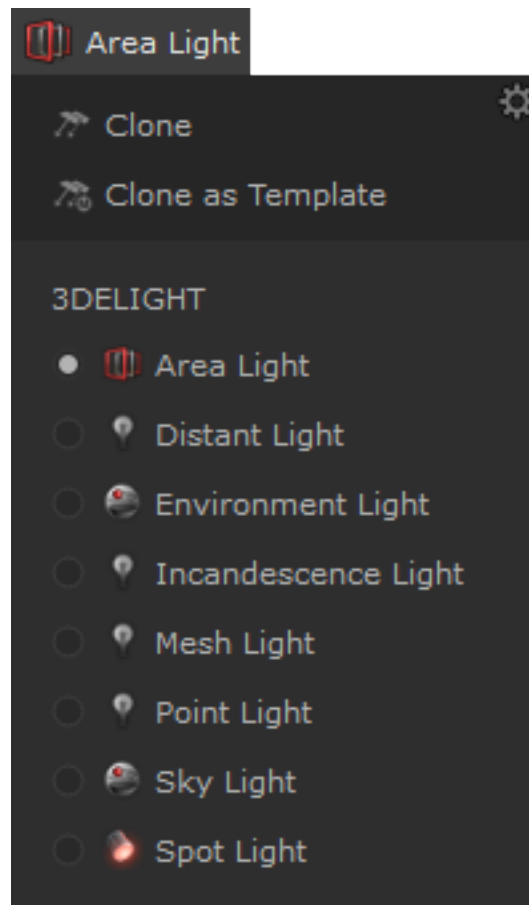 Area Light
Clone
Clone as Template
3DELIGHT
Area Light
Distant Light
Environment Light
Incandescence Light
Mesh Light
Point Light
Sky Light
Spot Light